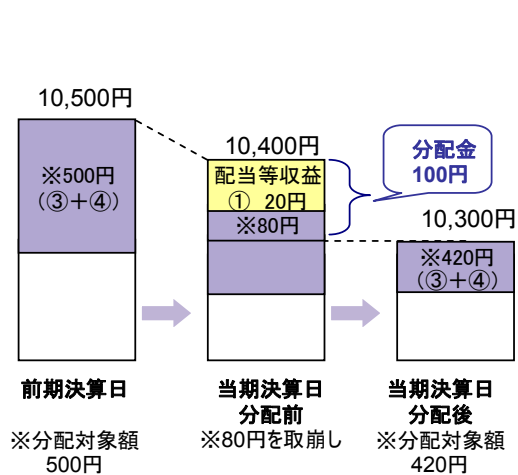 10,500円
※500円
(③+④)
10,400円
配当等収益
① 20円
※80円
分配金
100円
10,300円
※420円
(③+④)
前期決算日
※分配対象額
500円
当期決算日
分配前
※80円を取崩し
当期決算日
分配後
※分配対象額
420円